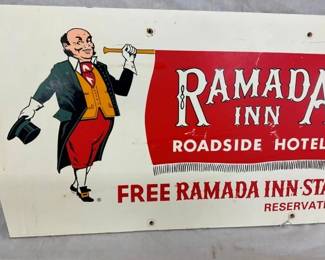 RAMADA
INN
ROADSIDE HOTEL
FREE RAMADA INN-STA
RESERVAT